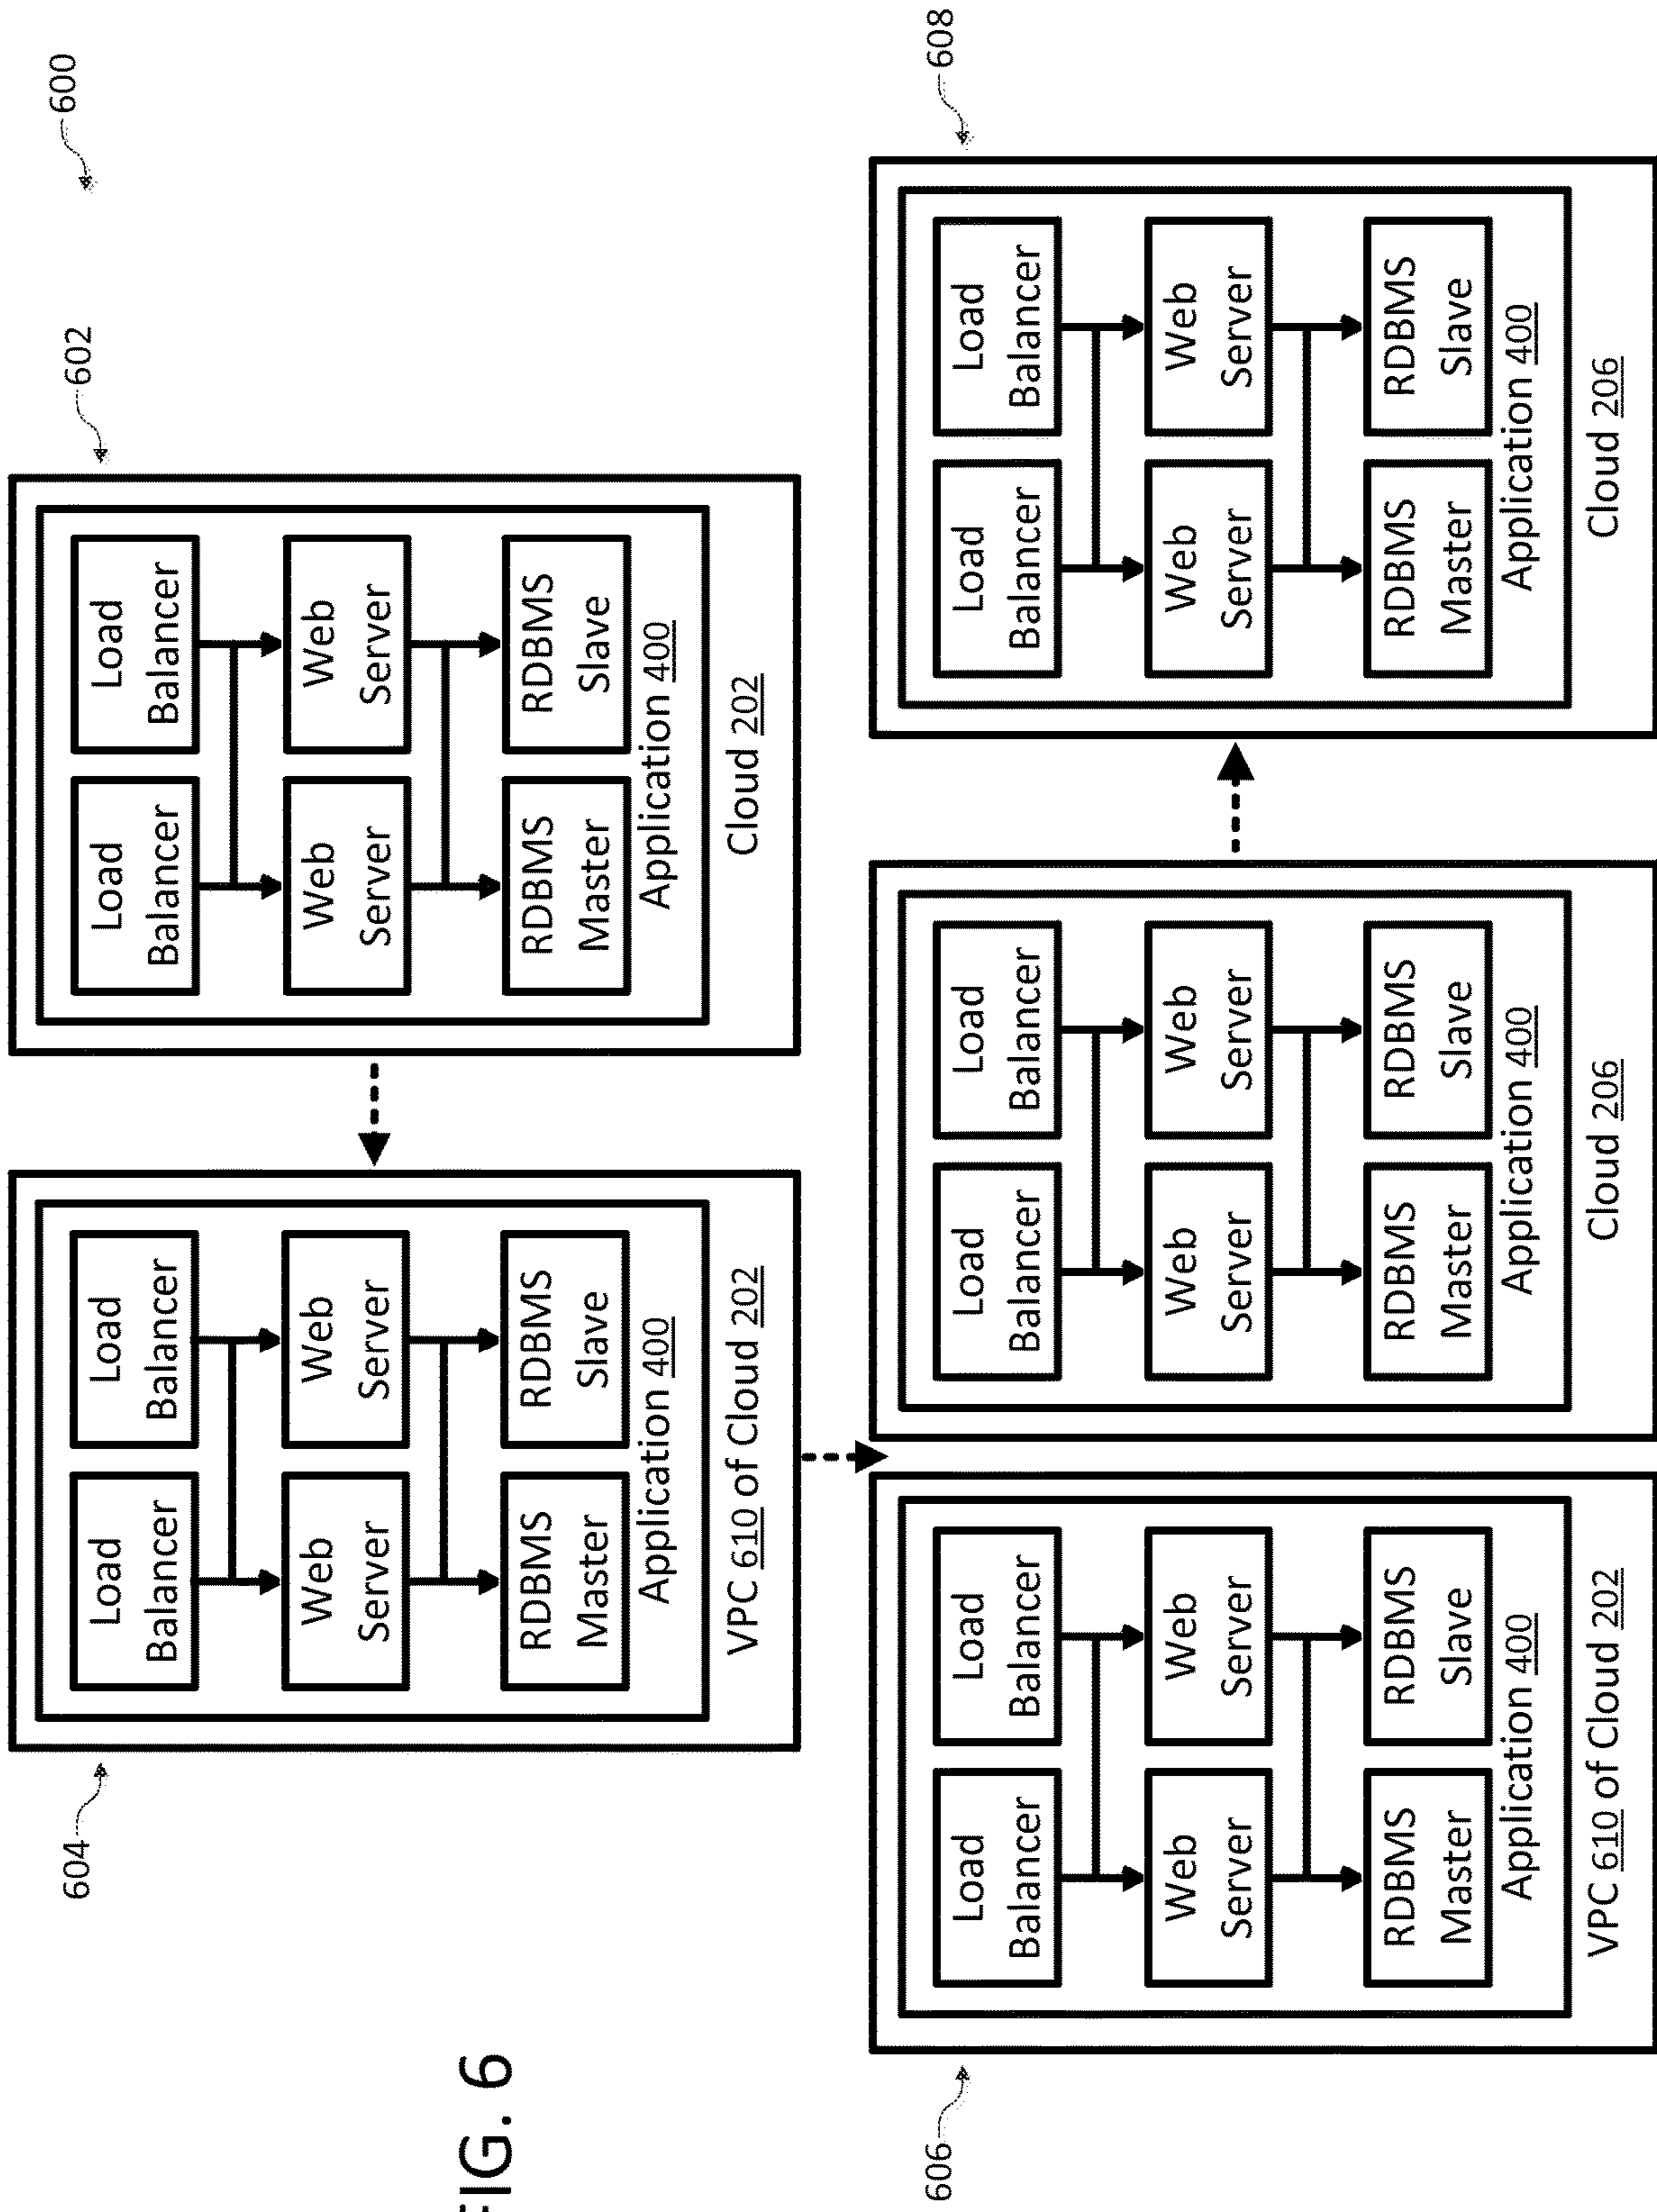 600
604
602
Load
Balancer
Load
Balancer
Web
Server
Web
Server
RDBMS
Master
RDBMS
Slave
Application 400
VPC 610 of Cloud 202
Load
Balancer
Load
Balancer
Web
Server
Web
Server
RDBMS
Master
RDBMS
Slave
Application 400
Cloud 202
FIG. 6
606
608
Load
Balancer
Load
Balancer
Web
Server
Web
Server
RDBMS
Master
RDBMS
Slave
Application 400
VPC 610 of Cloud 202
Load
Balancer
Load
Balancer
Web
Server
Web
Server
RDBMS
Master
RDBMS
Slave
Application 400
Cloud 206
Load
Balancer
Load
Balancer
Web
Server
Web
Server
RDBMS
Master
RDBMS
Slave
Application 400
Cloud 206